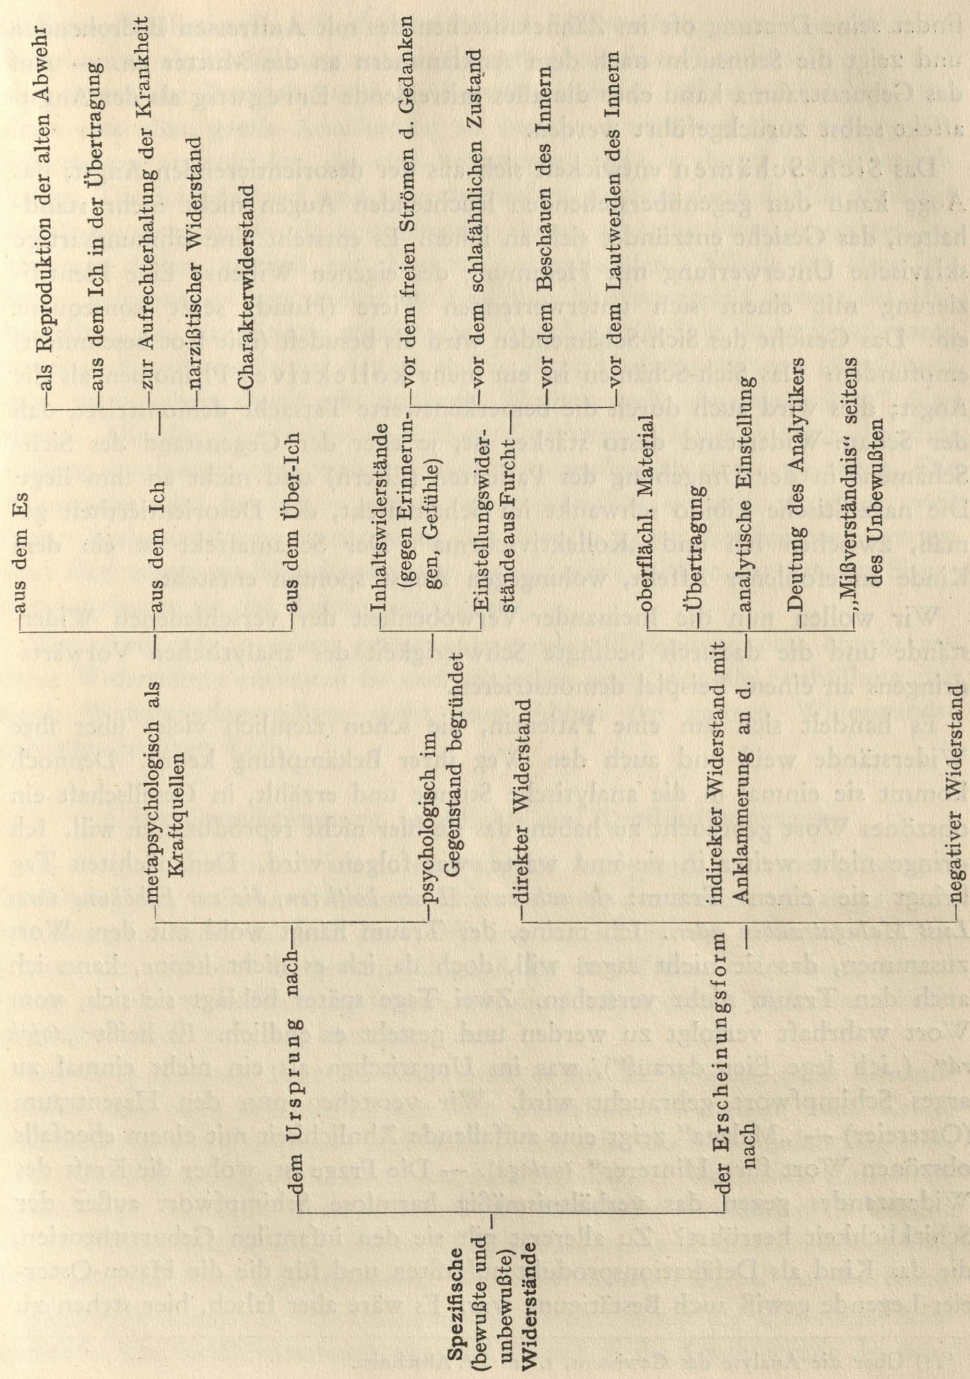 Spezifische
(bewußte und
unbewußte)
Widerstände
dem Ursprung nach
metapsychologisch als
Kraftquellen
aus dem Es
aus dem Ich
als Reproduktion der alten Abwehr
aus dem Ich in der Übertragung
zur Aufrechterhaltung der Krankheit
narzißtischer Widerstand
Charakterwiderstand
aus dem Über-Ich
psychologisch im
Gegenstand begründet
Inhaltswiderstände
(gegen Erinnerun-
gen, Gefühle)
Einstellungswider-
stände aus Furcht
vor dem freien Strömen d. Gedanken
vor dem schlafähnlichen Zustand
vor dem Beschauen des Innern
vor dem Lautwerden des Innern
der Erscheinungsform
nach
direkter Widerstand
indirekter Widerstand mit
Anklammerung an d.
oberflächl. Material
Übertragung
analytische Einstellung
Deutung des Analytikers
„Mißverständnis“ seitens
des Unbewußten
negativer Widerstand